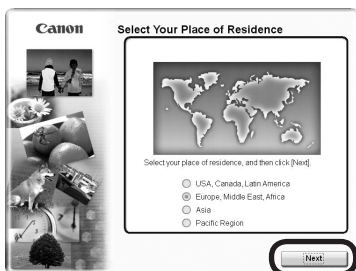 Canon
Select Your Place of Residence
Select your place of residence, and then click [Next].
USA, Canada, Latin America
Europe, Middle East, Africa
Asia
Pacific Region
Next